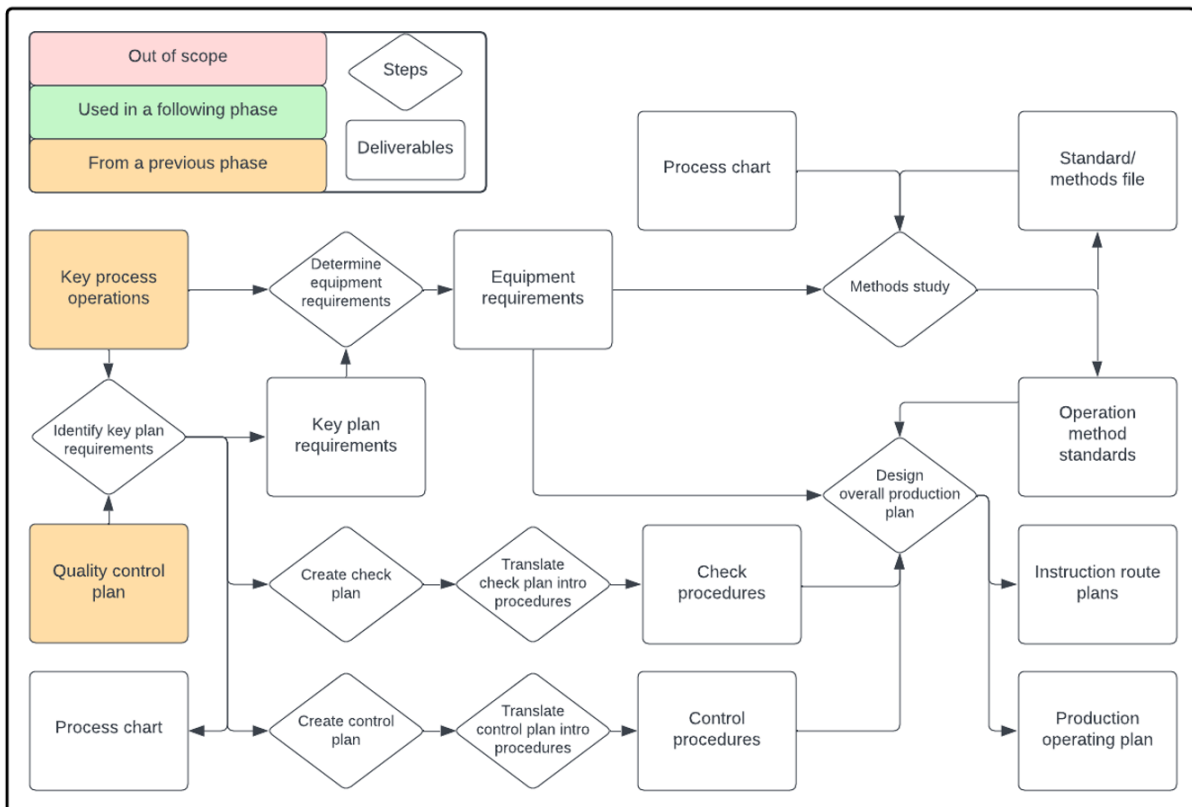 Out of scope
Used in a following phase
From a previous phase
Steps
Deliverables
Process chart
Standard/
methods file
Key process
operations
Determine
equipment
requirements
Equipment
requirements
Methods study
Identify key plan
requirements
Key plan
requirements
Operation
method
standards
Design
overall production
plan
Quality control
plan
Create check
plan
Translate
check plan intro
procedures
Check
procedures
Instruction route
plans
Process chart
Create control
plan
Translate
control plan intro
procedures
Control
procedures
Production
operating plan